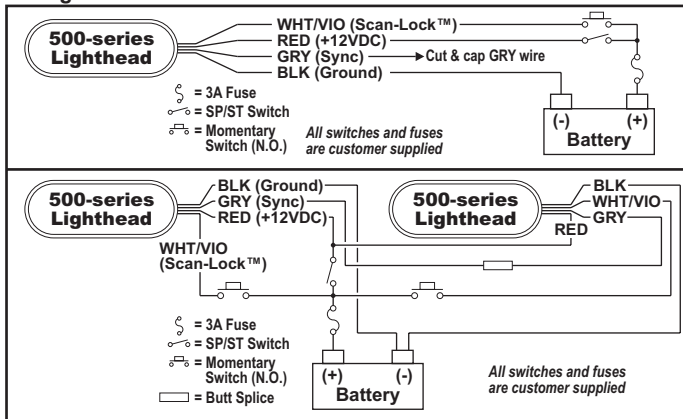 500-series
Lighthead
WHT/VIO (Scan-Lock™)
RED (+12VDC)
GRY (Sync)
Cut & cap GRY wire
BLK (Ground)
= 3A Fuse
= SP/ST Switch
= Momentary
Switch (N.O.)
All switches and fuses
are customer supplied
(-) (+)
Battery
500-series
Lighthead
BLK (Ground)
GRY (Sync)
RED (+12VDC)
WHT/VIO
(Scan-Lock™)
500-series
Lighthead
BLK
WHT/VIO
GRY
RED
= 3A Fuse
= SP/ST Switch
= Momentary
Switch (N.O.)
= Butt Splice
(+) (-)
Battery
All switches and fuses
are customer supplied